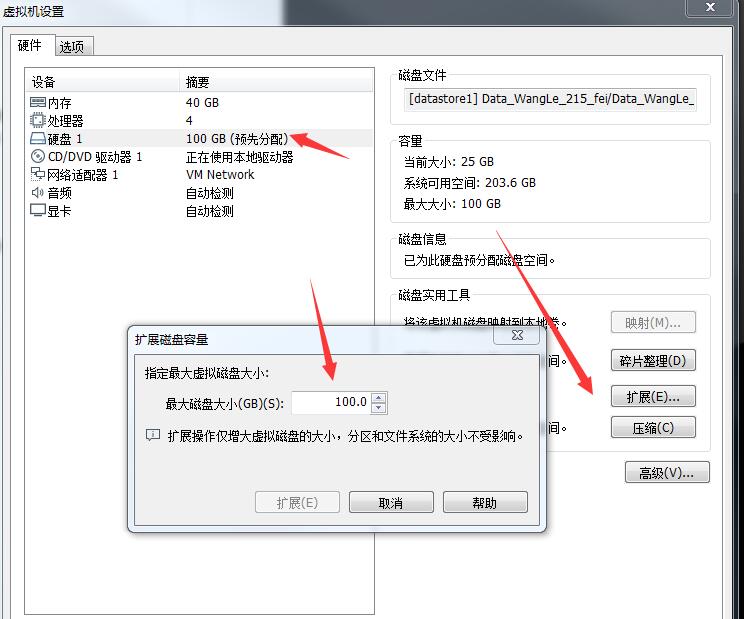 虚拟机设置
硬件
选项
设备 摘要
内存 40 GB
处理器 4
硬盘 1 100 GB (预先分配)
CD/DVD 驱动器 1 正在使用本地驱动器
网络适配器 1 VM Network
音频 自动检测
显卡 自动检测
磁盘文件
[datastore1] Data_WangLe_215_fei/Data_WangLe_
容量
当前大小: 25 GB
系统可用空间: 203.6 GB
最大大小: 100 GB
磁盘信息
已为此硬盘预分配磁盘空间。
磁盘实用工具
将该虚拟机磁盘映射到本地卷。
映射(M)...
间。
碎片整理(D)
扩展(E)...
间。
压缩(C)
高级(V)...
扩展磁盘容量
指定最大虚拟磁盘大小:
最大磁盘大小(GB)(S): 100.0
扩展操作仅增大虚拟磁盘的大小，分区和文件系统的大小不受影响。
扩展(E)
取消
帮助